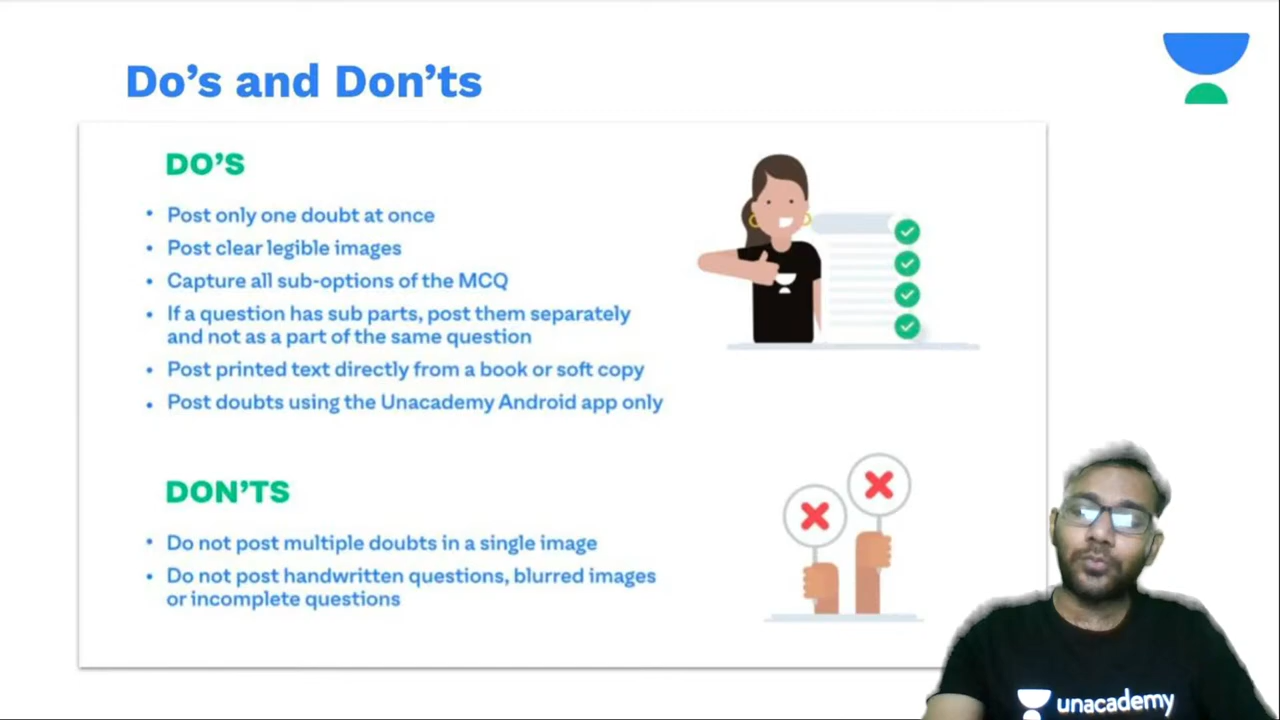 Do’s and Don’ts
DO’S
• Post only one doubt at once
• Post clear legible images
• Capture all sub-options of the MCQ
• If a question has sub parts, post them separately
and not as a part of the same question
• Post printed text directly from a book or soft copy
• Post doubts using the Unacademy Android app only
DON’TS
• Do not post multiple doubts in a single image
• Do not post handwritten questions, blurred images
or incomplete questions
unacademy